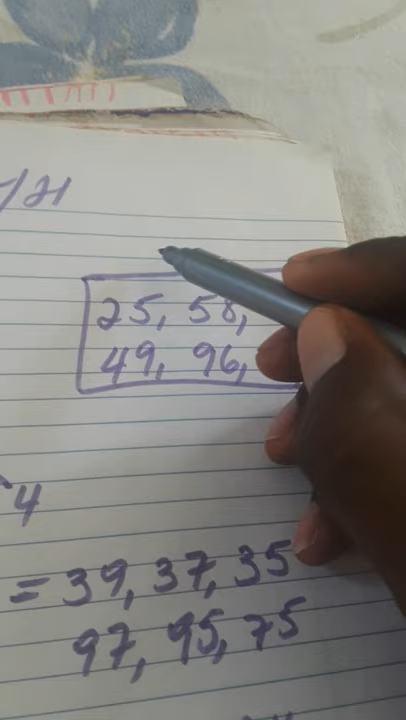 /21
25, 58,
49, 96,
4
= 39, 37, 35
97, 95, 75